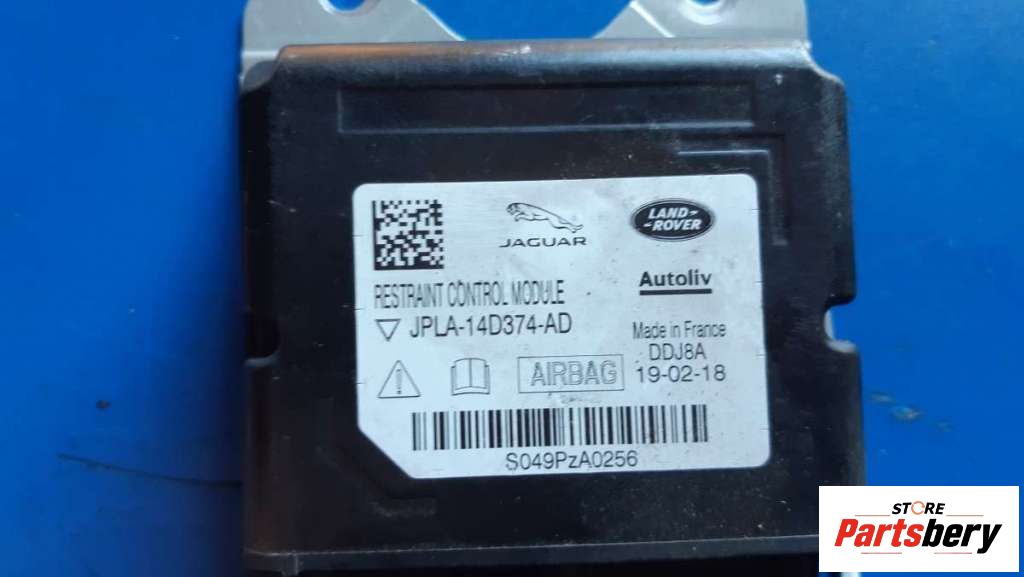 JAGUAR
LAND-
-ROVER
RESTRAINT CONTROL MODULE
Autoliv
JPLA-14D374-AD
Made in France
DDJ8A
AIRBAG
19-02-18
S049PzA0256
STORE
Partsbery